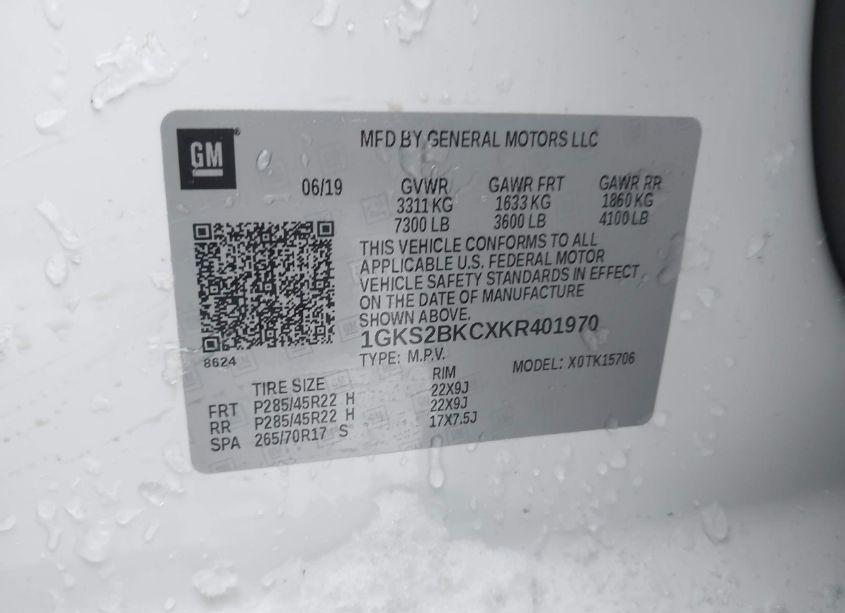 GM
MFD BY GENERAL MOTORS LLC
06/19 GVWR GAWR FRT GAWR RR
3311 KG 1633 KG 1860 KG
7300 LB 3600 LB 4100 LB
THIS VEHICLE CONFORMS TO ALL
APPLICABLE U.S. FEDERAL MOTOR
VEHICLE SAFETY STANDARDS IN EFFECT
ON THE DATE OF MANUFACTURE
SHOWN ABOVE.
1GKS2BKCXKR401970
8624
TYPE: M.P.V. MODEL: X0TK15706
TIRE SIZE RIM
FRT P285/45R22 H 22X9J
RR P285/45R22 H 22X9J
SPA 265/70R17 S 17X7.5J